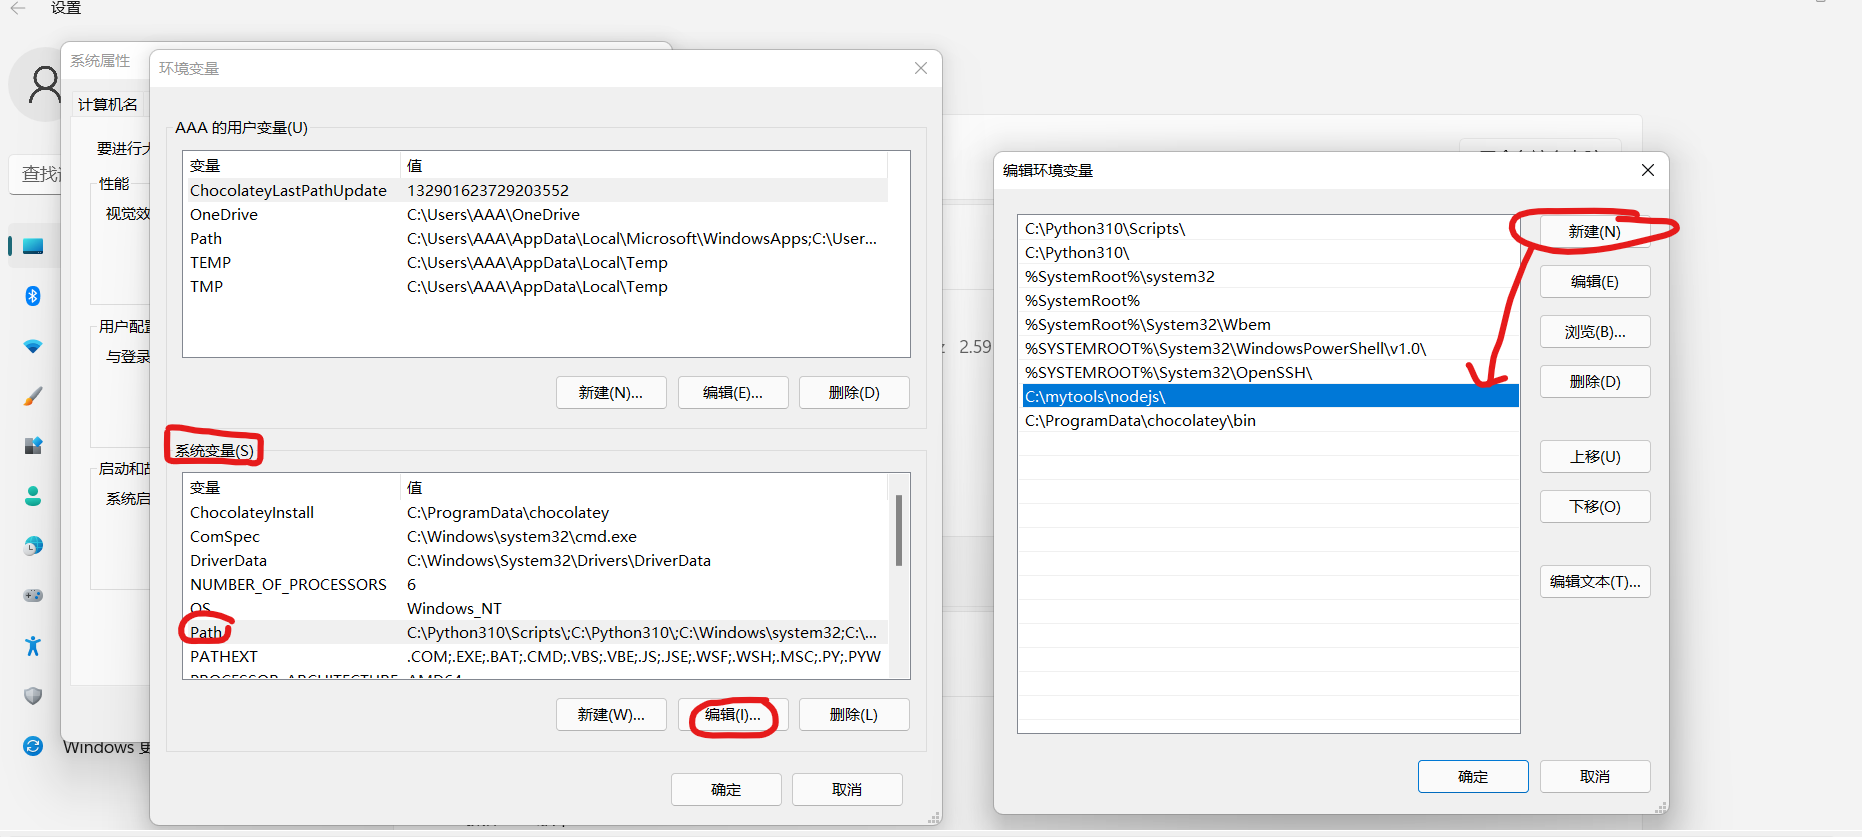 设置
系统属性
计算机名
要进行大
性能
视觉效
用户配置
与登录
启动和故
系统启
查找
Windows 更
环境变量
AAA 的用户变量(U)
变量 值
ChocolateyLastPathUpdate 132901623729203552
OneDrive C:\Users\AAA\OneDrive
Path C:\Users\AAA\AppData\Local\Microsoft\WindowsApps;C:\User...
TEMP C:\Users\AAA\AppData\Local\Temp
TMP C:\Users\AAA\AppData\Local\Temp
新建(N)... 编辑(E)... 删除(D)
系统变量(S)
变量 值
ChocolateyInstall C:\ProgramData\chocolatey
ComSpec C:\Windows\system32\cmd.exe
DriverData C:\Windows\System32\Drivers\DriverData
NUMBER_OF_PROCESSORS 6
OS Windows_NT
Path C:\Python310\Scripts\;C:\Python310\;C:\Windows\system32;C:\...
PATHEXT .COM;.EXE;.BAT;.CMD;.VBS;.VBE;.JS;.JSE;.WSF;.WSH;.MSC;.PY;.PYW
PROCESSOR_ARCHITECTURE AMD64
新建(W)... 编辑(I)... 删除(L)
确定 取消
z 2.59
编辑环境变量
C:\Python310\Scripts\
C:\Python310\
%SystemRoot%\system32
%SystemRoot%
%SystemRoot%\System32\Wbem
%SYSTEMROOT%\System32\WindowsPowerShell\v1.0\
%SYSTEMROOT%\System32\OpenSSH\
C:\mytools\nodejs\
C:\ProgramData\chocolatey\bin
新建(N)
编辑(E)
浏览(B)...
删除(D)
上移(U)
下移(O)
编辑文本(T)...
确定 取消